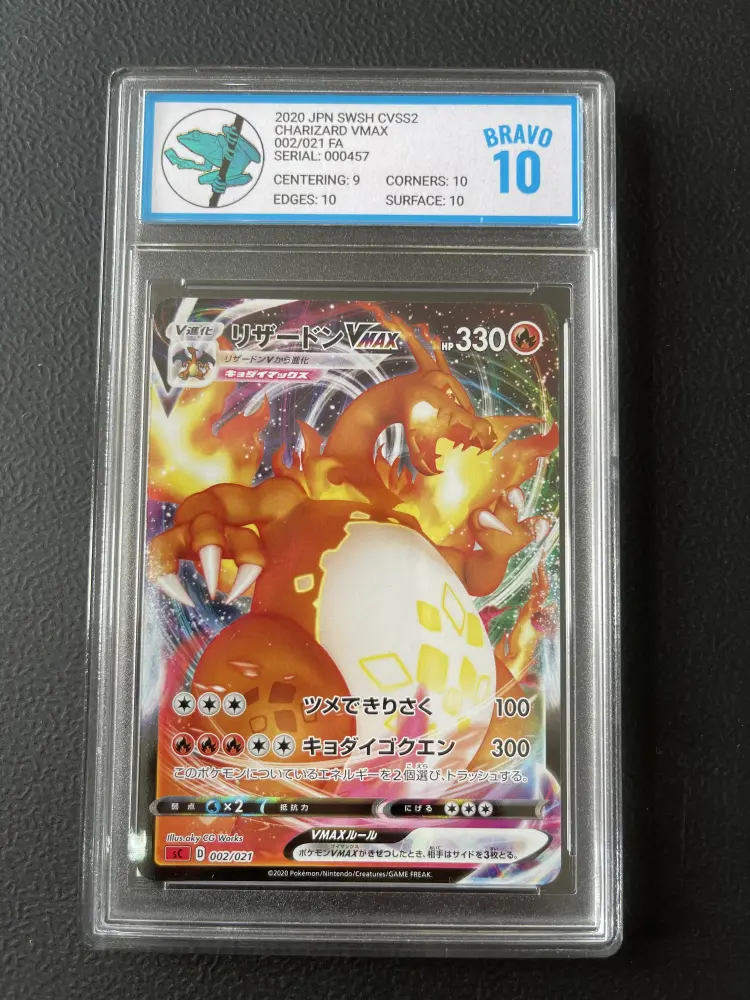 2020 JPN SWSH CVSS2
CHARIZARD VMAX
002/021 FA
SERIAL: 000457
CENTERING: 9 CORNERS: 10
EDGES: 10 SURFACE: 10
BRAVO
10
V進化
リザードンVMAX
HP 330
リザードンVから進化
キョダイマックス
ツメできりさく 100
キョダイゴクエン 300
このポケモンについているエネルギーを2個選び、トラッシュする。
弱点 ×2 抵抗力 にげる
VMAXルール
ポケモンVMAXがきぜつしたとき、相手はサイドを3枚とる。
Illus. aky CG Works
sC D 002/021
©2020 Pokémon/Nintendo/Creatures/GAME FREAK.